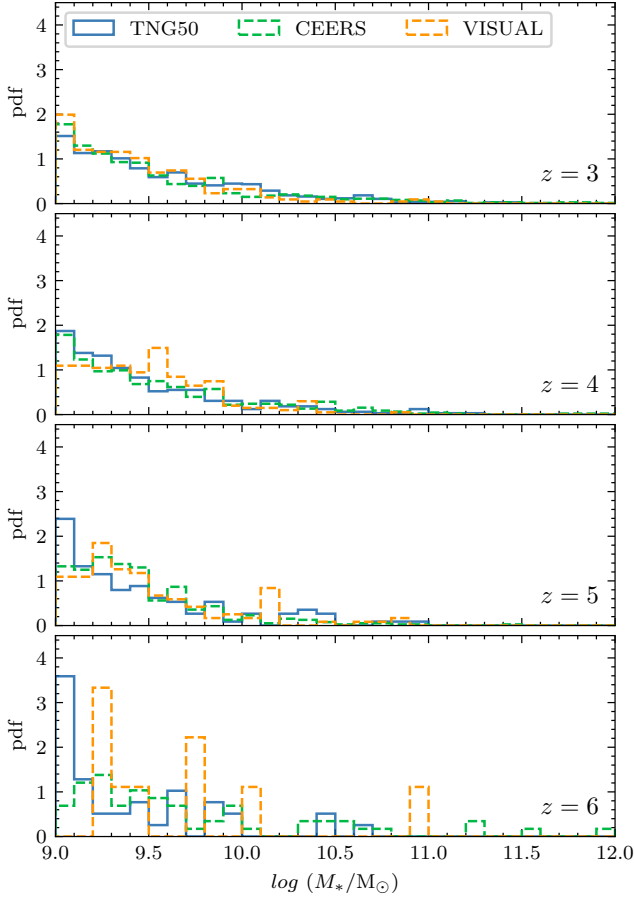 TNG50 CEERS VISUAL
4
3
2
1
0
pdf
z = 3
4
3
2
1
0
pdf
z = 4
4
3
2
1
0
pdf
z = 5
4
3
2
1
0
pdf
z = 6
9.0 9.5 10.0 10.5 11.0 11.5 12.0
log (M*/M⊙)